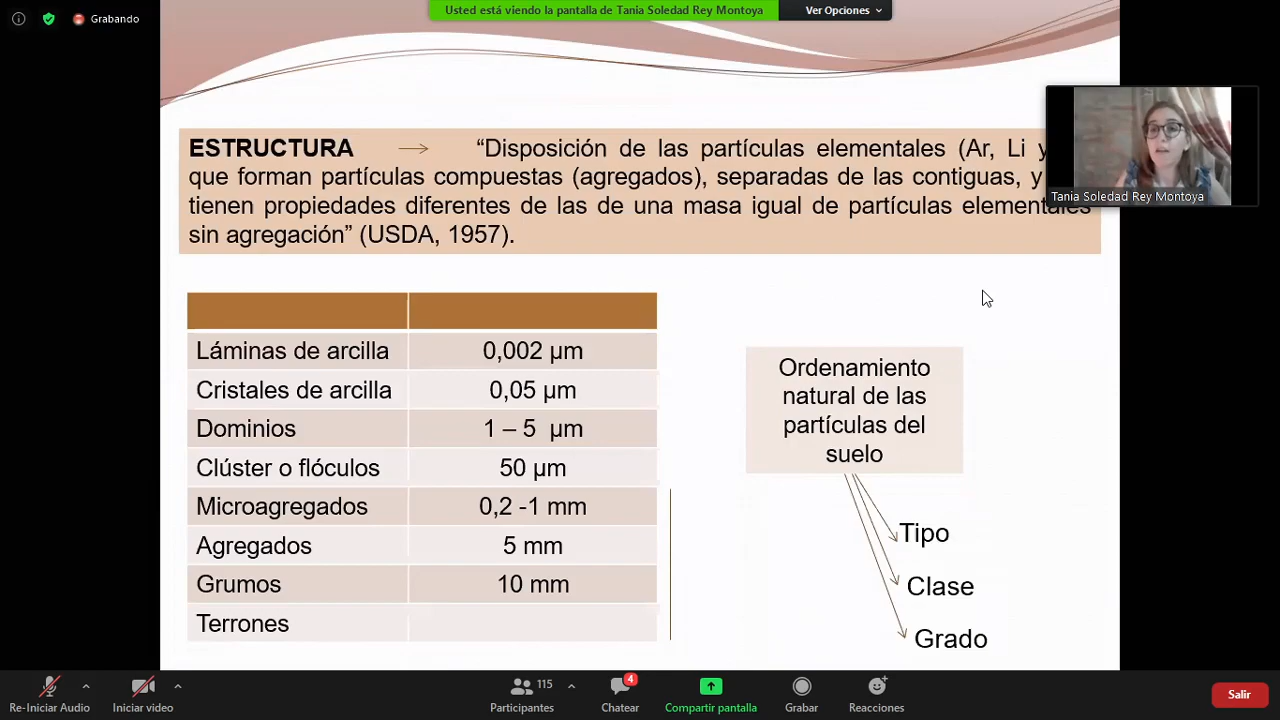 Grabando
Usted está viendo la pantalla de Tania Soledad Rey Montoya
Ver Opciones
Tania Soledad Rey Montoya
ESTRUCTURA → “Disposición de las partículas elementales (Ar, Li y
que forman partículas compuestas (agregados), separadas de las contiguas, y
tienen propiedades diferentes de las de una masa igual de partículas elementales
sin agregación” (USDA, 1957).
Láminas de arcilla 0,002 µm
Cristales de arcilla 0,05 µm
Dominios 1 – 5 µm
Clúster o flóculos 50 µm
Microagregados 0,2 -1 mm
Agregados 5 mm
Grumos 10 mm
Terrones
Ordenamiento
natural de las
partículas del
suelo
Tipo
Clase
Grado
Re-Iniciar Audio
Iniciar video
115
Participantes
4
Chatear
Compartir pantalla
Grabar
Reacciones
Salir